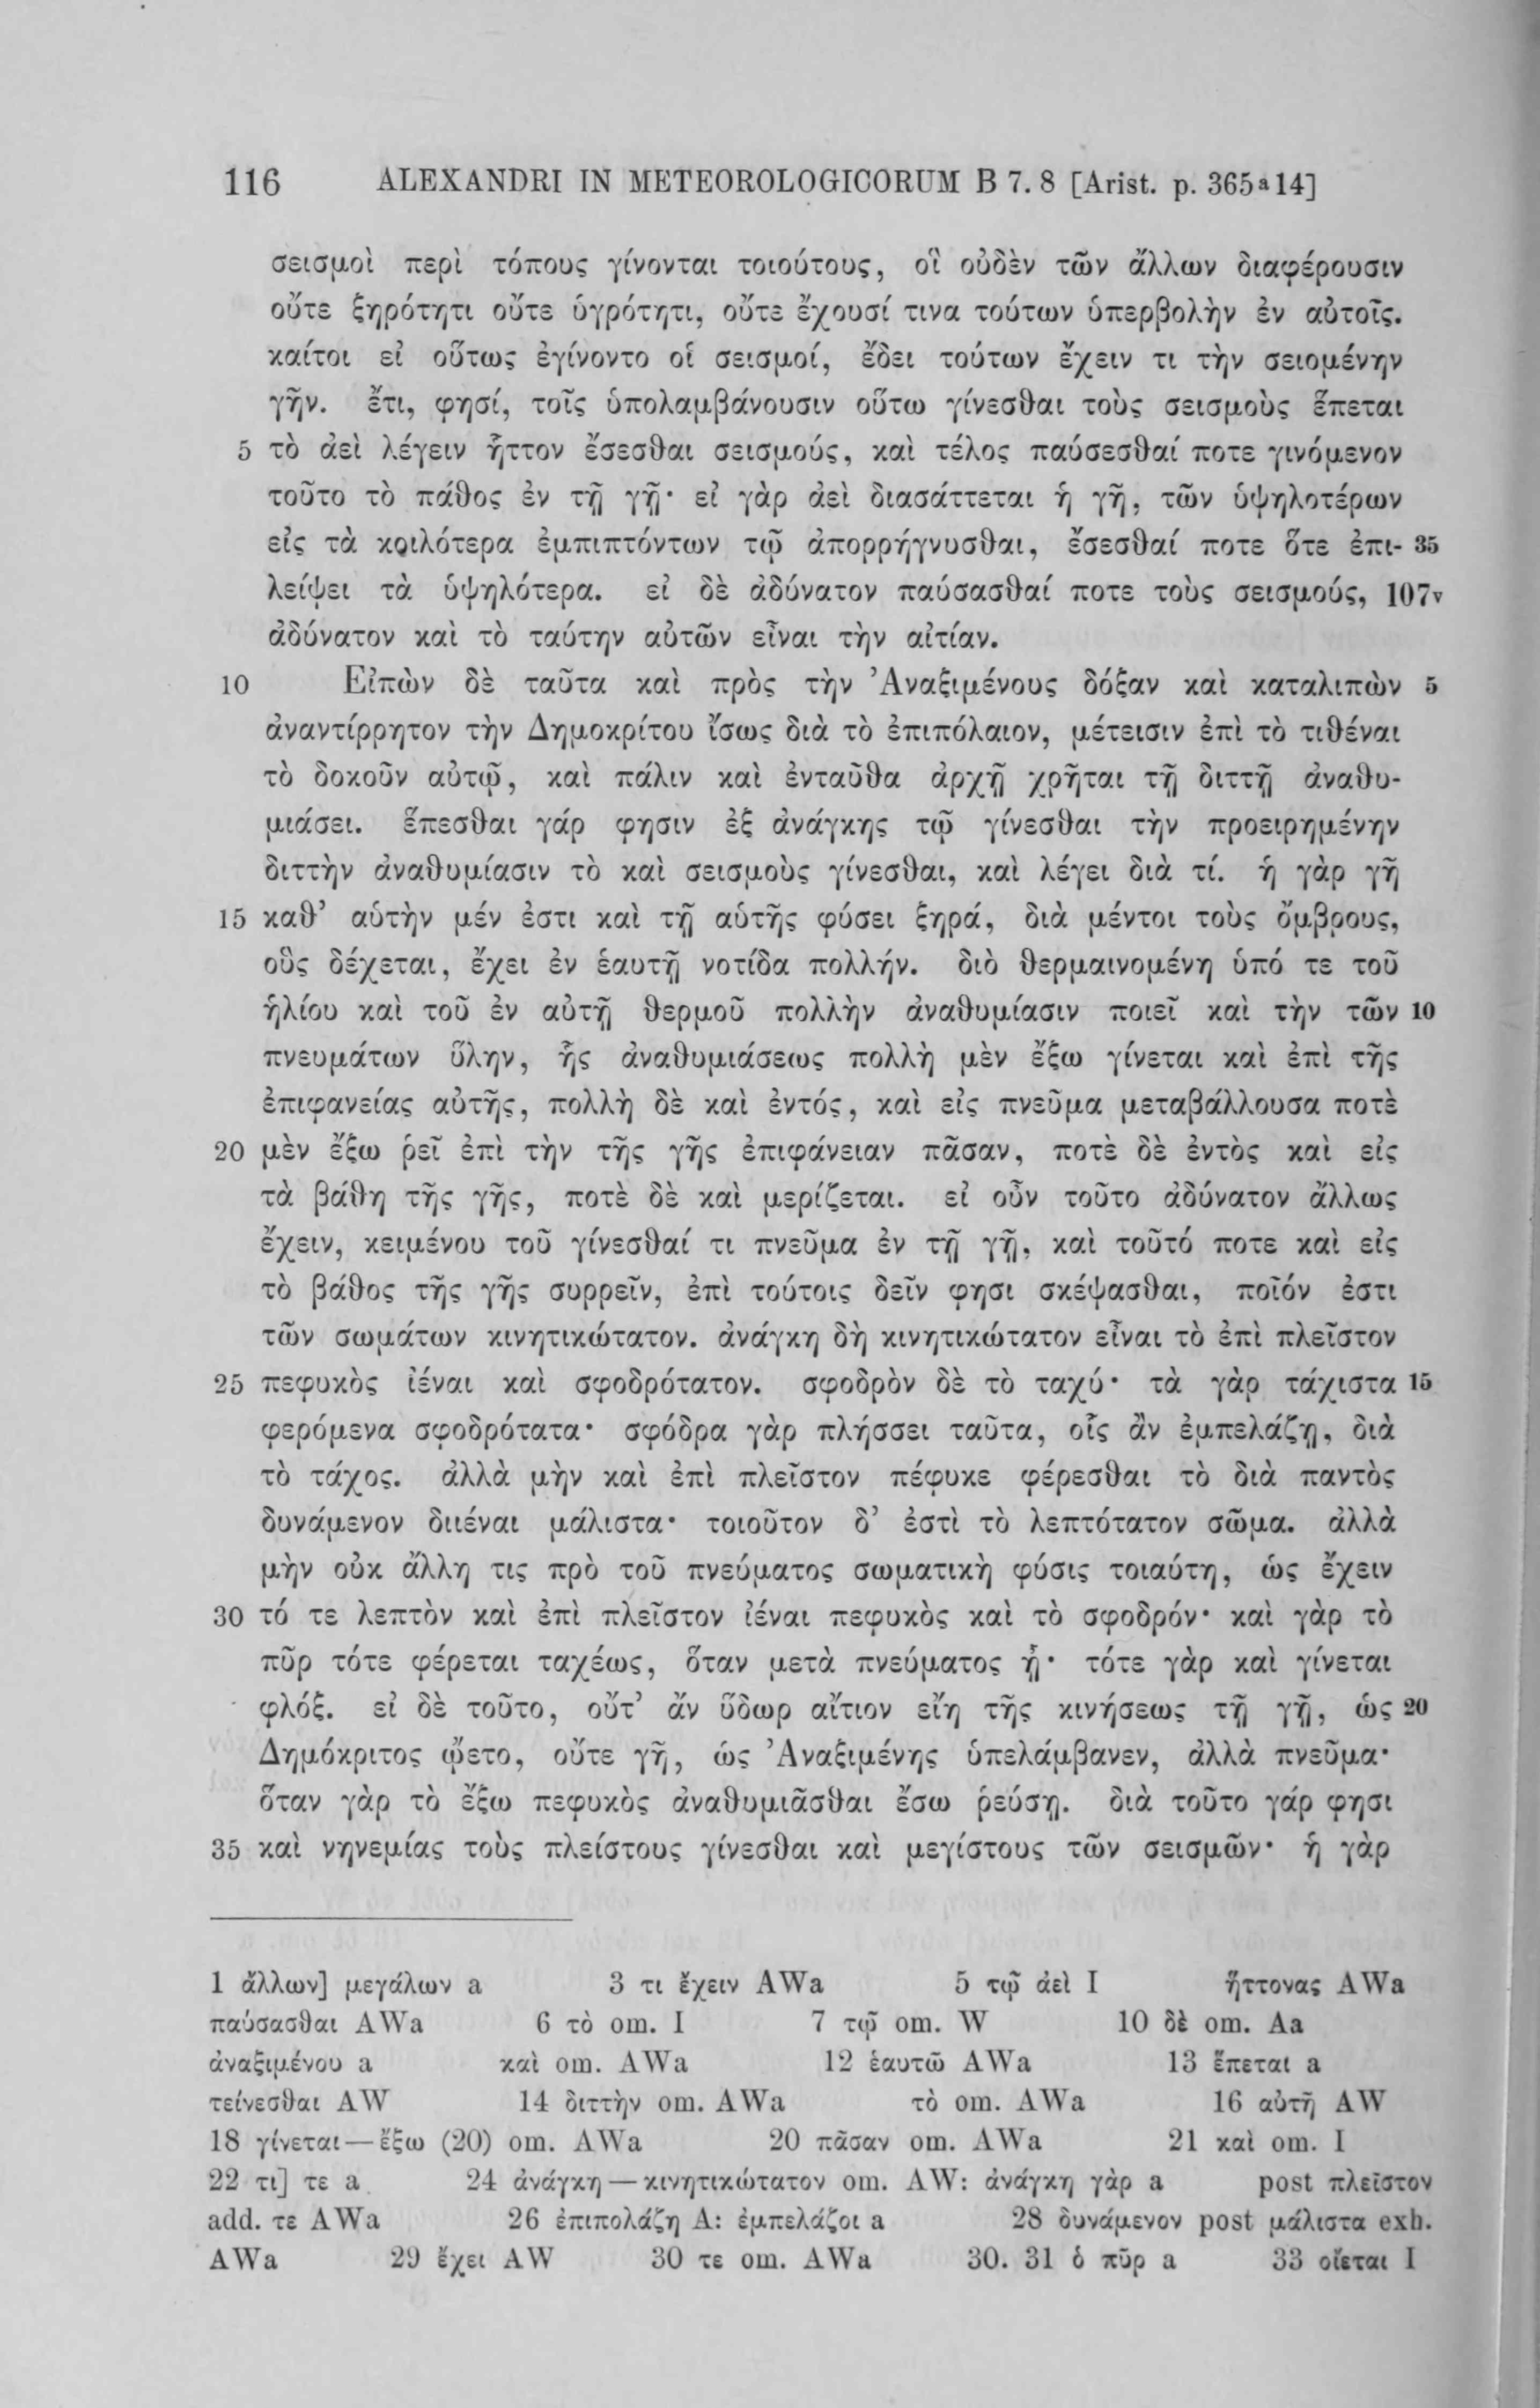 116 ALEXANDRI IN METEOROLOGICORUM B 7. 8 [Arist. p. 365a14]
σεισμοὶ περὶ τόπους γίνονται τοιούτους, οἳ οὐδὲν τῶν ἄλλων διαφέρουσιν
οὔτε ξηρότητι οὔτε ὑγρότητι, οὔτε ἔχουσί τινα τούτων ὑπερβολὴν ἐν αὐτοῖς.
καίτοι εἰ οὕτως ἐγίνοντο οἱ σεισμοί, ἔδει τούτων ἔχειν τι τὴν σειομένην
γῆν. ἔτι, φησί, τοῖς ὑπολαμβάνουσιν οὕτω γίνεσθαι τοὺς σεισμοὺς ἕπεται
5 τὸ ἀεὶ λέγειν ἧττον ἔσεσθαι σεισμούς, καὶ τέλος παύσεσθαί ποτε γινόμενον
τοῦτο τὸ πάθος ἐν τῇ γῇ· εἰ γὰρ ἀεὶ διασάττεται ἡ γῆ, τῶν ὑψηλοτέρων
εἰς τὰ κοιλότερα ἐμπιπτόντων τῷ ἀπορρήγνυσθαι, ἔσεσθαί ποτε ὅτε ἐπι- 35
λείψει τὰ ὑψηλότερα. εἰ δὲ ἀδύνατον παύσασθαί ποτε τοὺς σεισμούς, 107v
ἀδύνατον καὶ τὸ ταύτην αὐτῶν εἶναι τὴν αἰτίαν.
10 Εἰπὼν δὲ ταῦτα καὶ πρὸς τὴν Ἀναξιμένους δόξαν καὶ καταλιπὼν 5
ἀναντίρρητον τὴν Δημοκρίτου ἴσως διὰ τὸ ἐπιπόλαιον, μέτεισιν ἐπὶ τὸ τιθέναι
τὸ δοκοῦν αὐτῷ, καὶ πάλιν καὶ ἐνταῦθα ἀρχῇ χρῆται τῇ διττῇ ἀναθυ-
μιάσει. ἕπεσθαι γάρ φησιν ἐξ ἀνάγκης τῷ γίνεσθαι τὴν προειρημένην
διττὴν ἀναθυμίασιν τὸ καὶ σεισμοὺς γίνεσθαι, καὶ λέγει διὰ τί. ἡ γὰρ γῆ
15 καθ’ αὑτὴν μέν ἐστι καὶ τῇ αὑτῆς φύσει ξηρά, διὰ μέντοι τοὺς ὄμβρους,
οὓς δέχεται, ἔχει ἐν ἑαυτῇ νοτίδα πολλήν. διὸ θερμαινομένη ὑπό τε τοῦ
ἡλίου καὶ τοῦ ἐν αὐτῇ θερμοῦ πολλὴν ἀναθυμίασιν ποιεῖ καὶ τὴν τῶν 10
πνευμάτων ὕλην, ἧς ἀναθυμιάσεως πολλὴ μὲν ἔξω γίνεται καὶ ἐπὶ τῆς
ἐπιφανείας αὐτῆς, πολλὴ δὲ καὶ ἐντός, καὶ εἰς πνεῦμα μεταβάλλουσα ποτὲ
20 μὲν ἔξω ῥεῖ ἐπὶ τὴν τῆς γῆς ἐπιφάνειαν πᾶσαν, ποτὲ δὲ ἐντὸς καὶ εἰς
τὰ βάθη τῆς γῆς, ποτὲ δὲ καὶ μερίζεται. εἰ οὖν τοῦτο ἀδύνατον ἄλλως
ἔχειν, κειμένου τοῦ γίνεσθαί τι πνεῦμα ἐν τῇ γῇ, καὶ τοῦτό ποτε καὶ εἰς
τὸ βάθος τῆς γῆς συρρεῖν, ἐπὶ τούτοις δεῖν φησι σκέψασθαι, ποῖόν ἐστι
τῶν σωμάτων κινητικώτατον. ἀνάγκη δὴ κινητικώτατον εἶναι τὸ ἐπὶ πλεῖστον
25 πεφυκὸς ἰέναι καὶ σφοδρότατον. σφοδρὸν δὲ τὸ ταχύ· τὰ γὰρ τάχιστα 15
φερόμενα σφοδρότατα· σφόδρα γὰρ πλήσσει ταῦτα, οἷς ἂν ἐμπελάζῃ, διὰ
τὸ τάχος. ἀλλὰ μὴν καὶ ἐπὶ πλεῖστον πέφυκε φέρεσθαι τὸ διὰ παντὸς
δυνάμενον διιέναι μάλιστα· τοιοῦτον δ’ ἐστὶ τὸ λεπτότατον σῶμα. ἀλλὰ
μὴν οὐκ ἄλλη τις πρὸ τοῦ πνεύματος σωματικὴ φύσις τοιαύτη, ὡς ἔχειν
30 τό τε λεπτὸν καὶ ἐπὶ πλεῖστον ἰέναι πεφυκὸς καὶ τὸ σφοδρόν· καὶ γὰρ τὸ
πῦρ τότε φέρεται ταχέως, ὅταν μετὰ πνεύματος ᾖ· τότε γὰρ καὶ γίνεται
φλόξ. εἰ δὲ τοῦτο, οὔτ’ ἂν ὕδωρ αἴτιον εἴη τῆς κινήσεως τῇ γῇ, ὡς 20
Δημόκριτος ᾤετο, οὔτε γῆ, ὡς Ἀναξιμένης ὑπελάμβανεν, ἀλλὰ πνεῦμα·
ὅταν γὰρ τὸ ἔξω πεφυκὸς ἀναθυμιᾶσθαι ἔσω ῥεύσῃ. διὰ τοῦτο γάρ φησι
35 καὶ νηνεμίας τοὺς πλείστους γίνεσθαι καὶ μεγίστους τῶν σεισμῶν· ἡ γὰρ
1 ἄλλων] μεγάλων a 3 τι ἔχειν AWa 5 τῷ ἀεὶ I ἥττονας AWa
παύσασθαι AWa 6 τὸ om. I 7 τῷ om. W 10 δὲ om. Aa
ἀναξιμένου a καὶ om. AWa 12 ἑαυτῶ AWa 13 ἕπεται a
τείνεσθαι AW 14 διττὴν om. AWa τὸ om. AWa 16 αὐτῆ AW
18 γίνεται — ἔξω (20) om. AWa 20 πᾶσαν om. AWa 21 καὶ om. I
22 τι] τε a 24 ἀνάγκη — κινητικώτατον om. AW: ἀνάγκη γὰρ a post πλεῖστον
add. τε AWa 26 ἐπιπολάζῃ A: ἐμπελάζοι a 28 δυνάμενον post μάλιστα exh.
AWa 29 ἔχει AW 30 τε om. AWa 30. 31 ὁ πῦρ a 33 οἴεται I